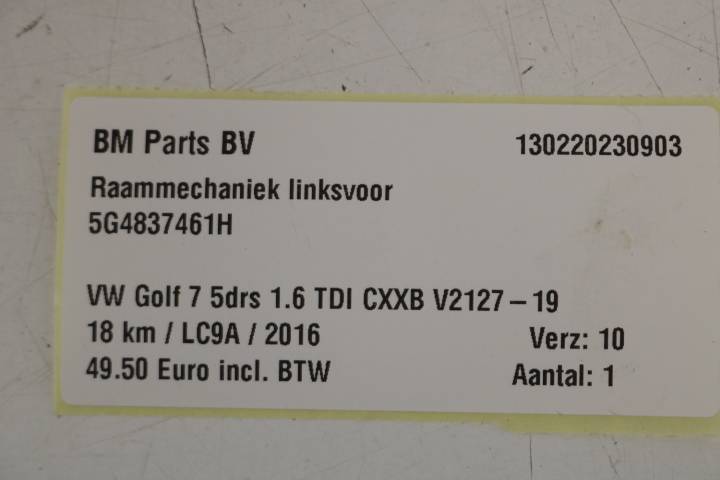 BM Parts BV 130220230903
Raammechaniek linksvoor
5G4837461H
VW Golf 7 5drs 1.6 TDI CXXB V2127-19
18 km / LC9A / 2016 Verz: 10
49.50 Euro incl. BTW Aantal: 1